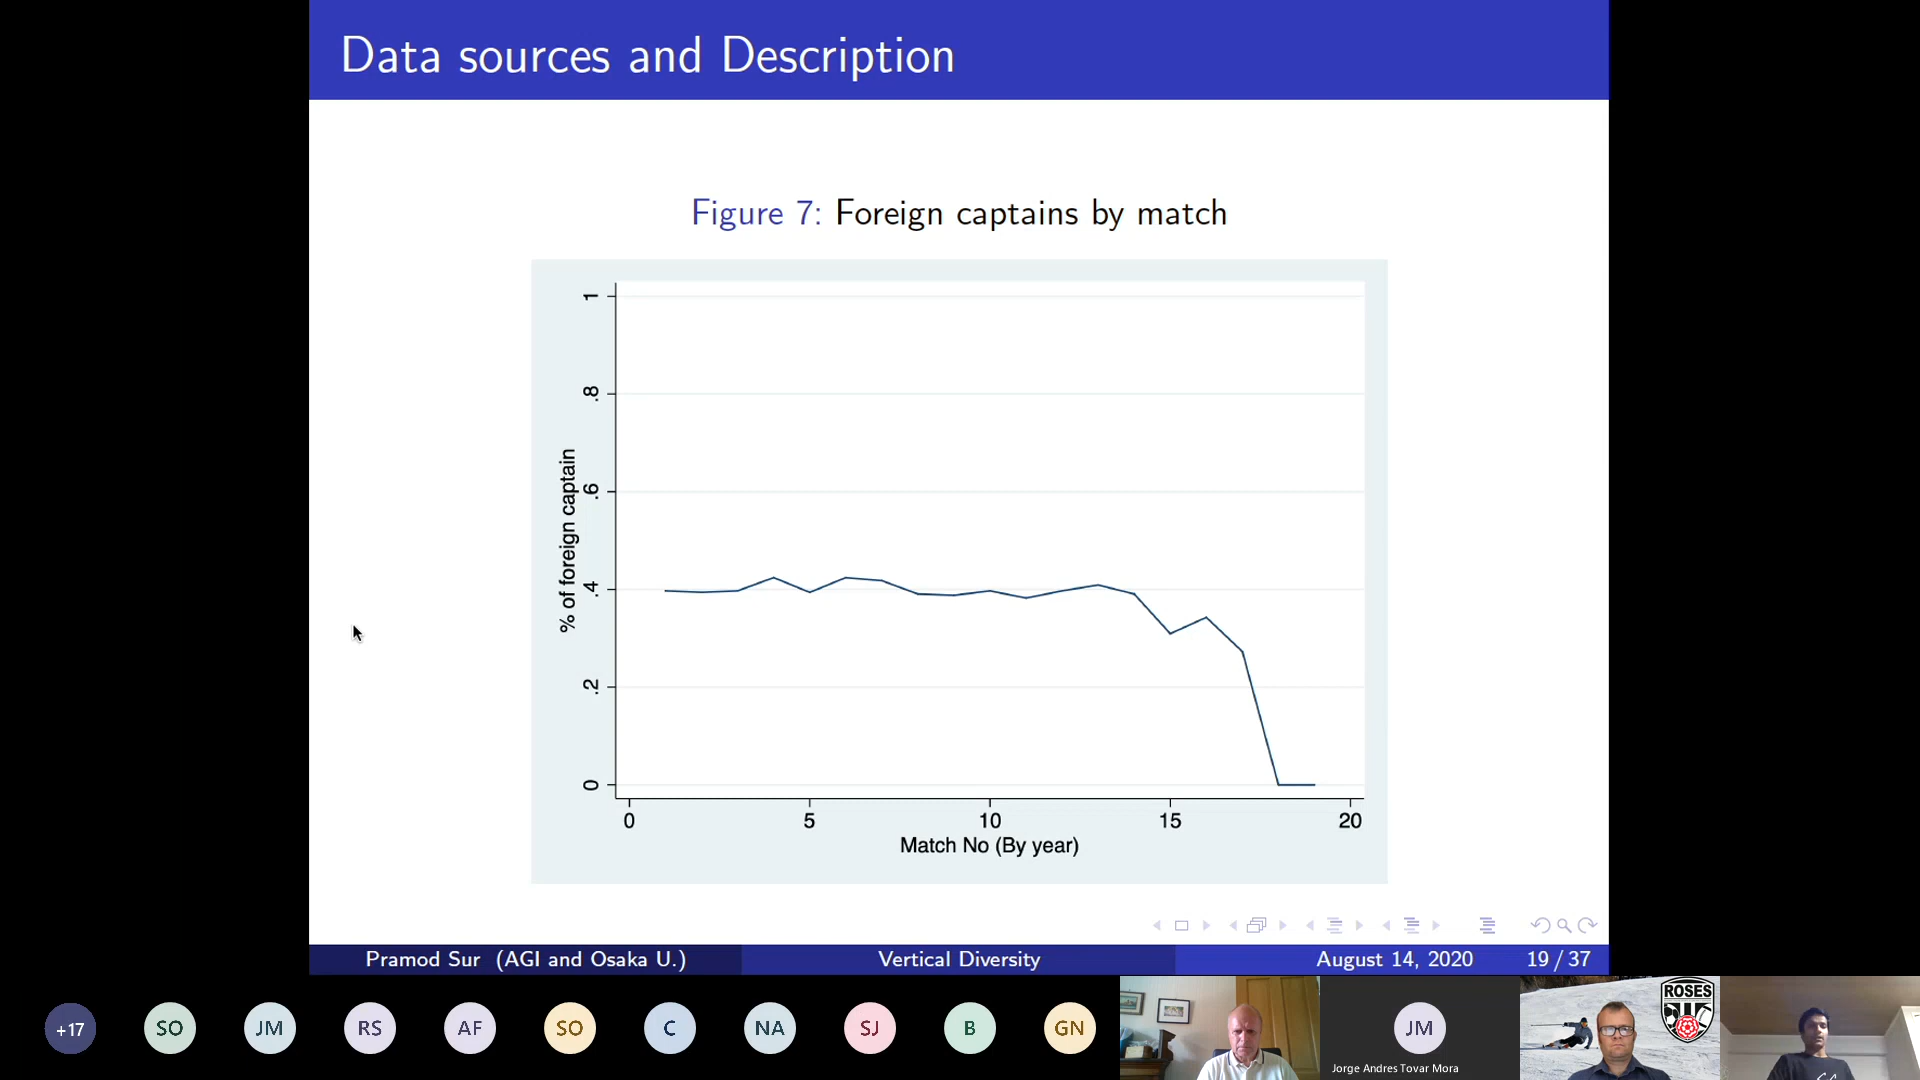 Data sources and Description
Figure 7: Foreign captains by match
1
.8
.6
.4
.2
0
% of foreign captain
0 5 10 15 20
Match No (By year)
Pramod Sur (AGI and Osaka U.) Vertical Diversity August 14, 2020 19 / 37
+17 SO JM RS AF SO C NA SJ B GN JM
Jorge Andres Tovar Mora
ROSES